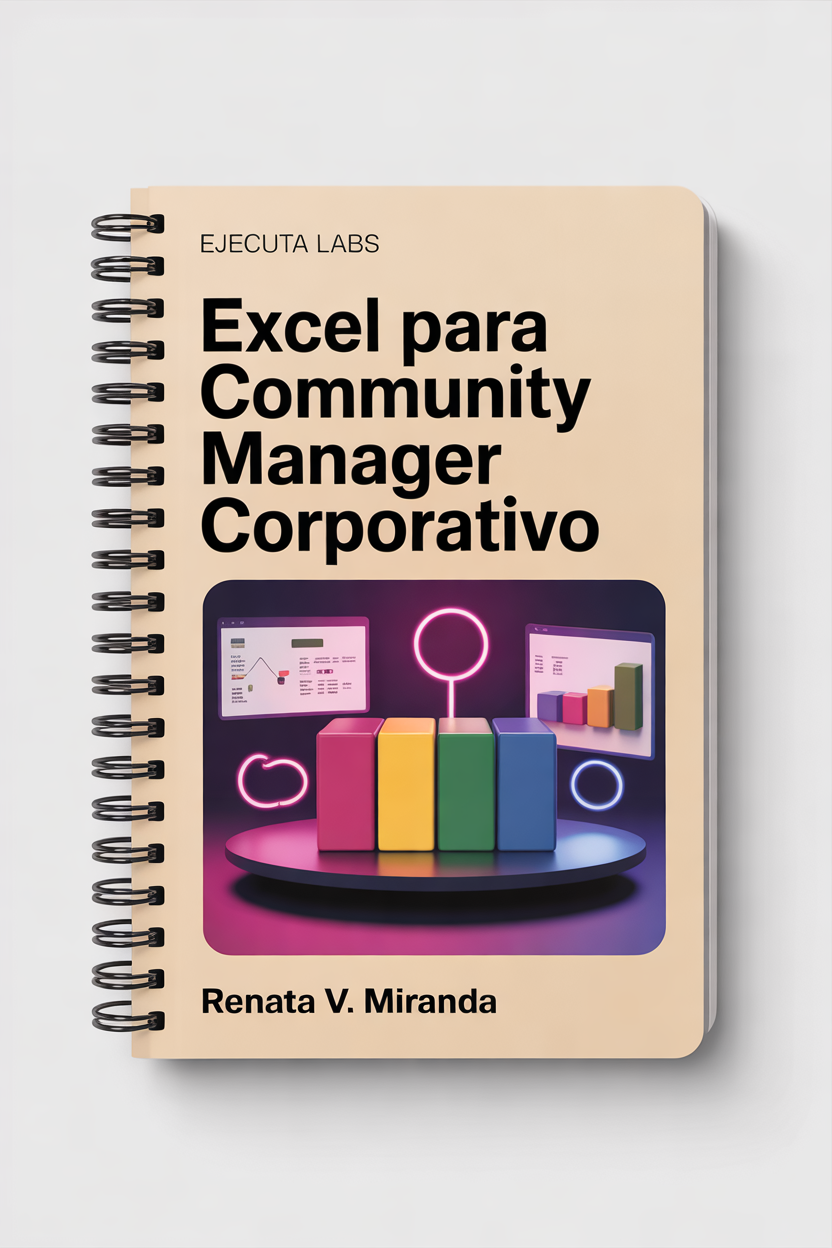 EJECUTA LABS
Excel para
Community
Manager
Corporativo
Renata V. Miranda